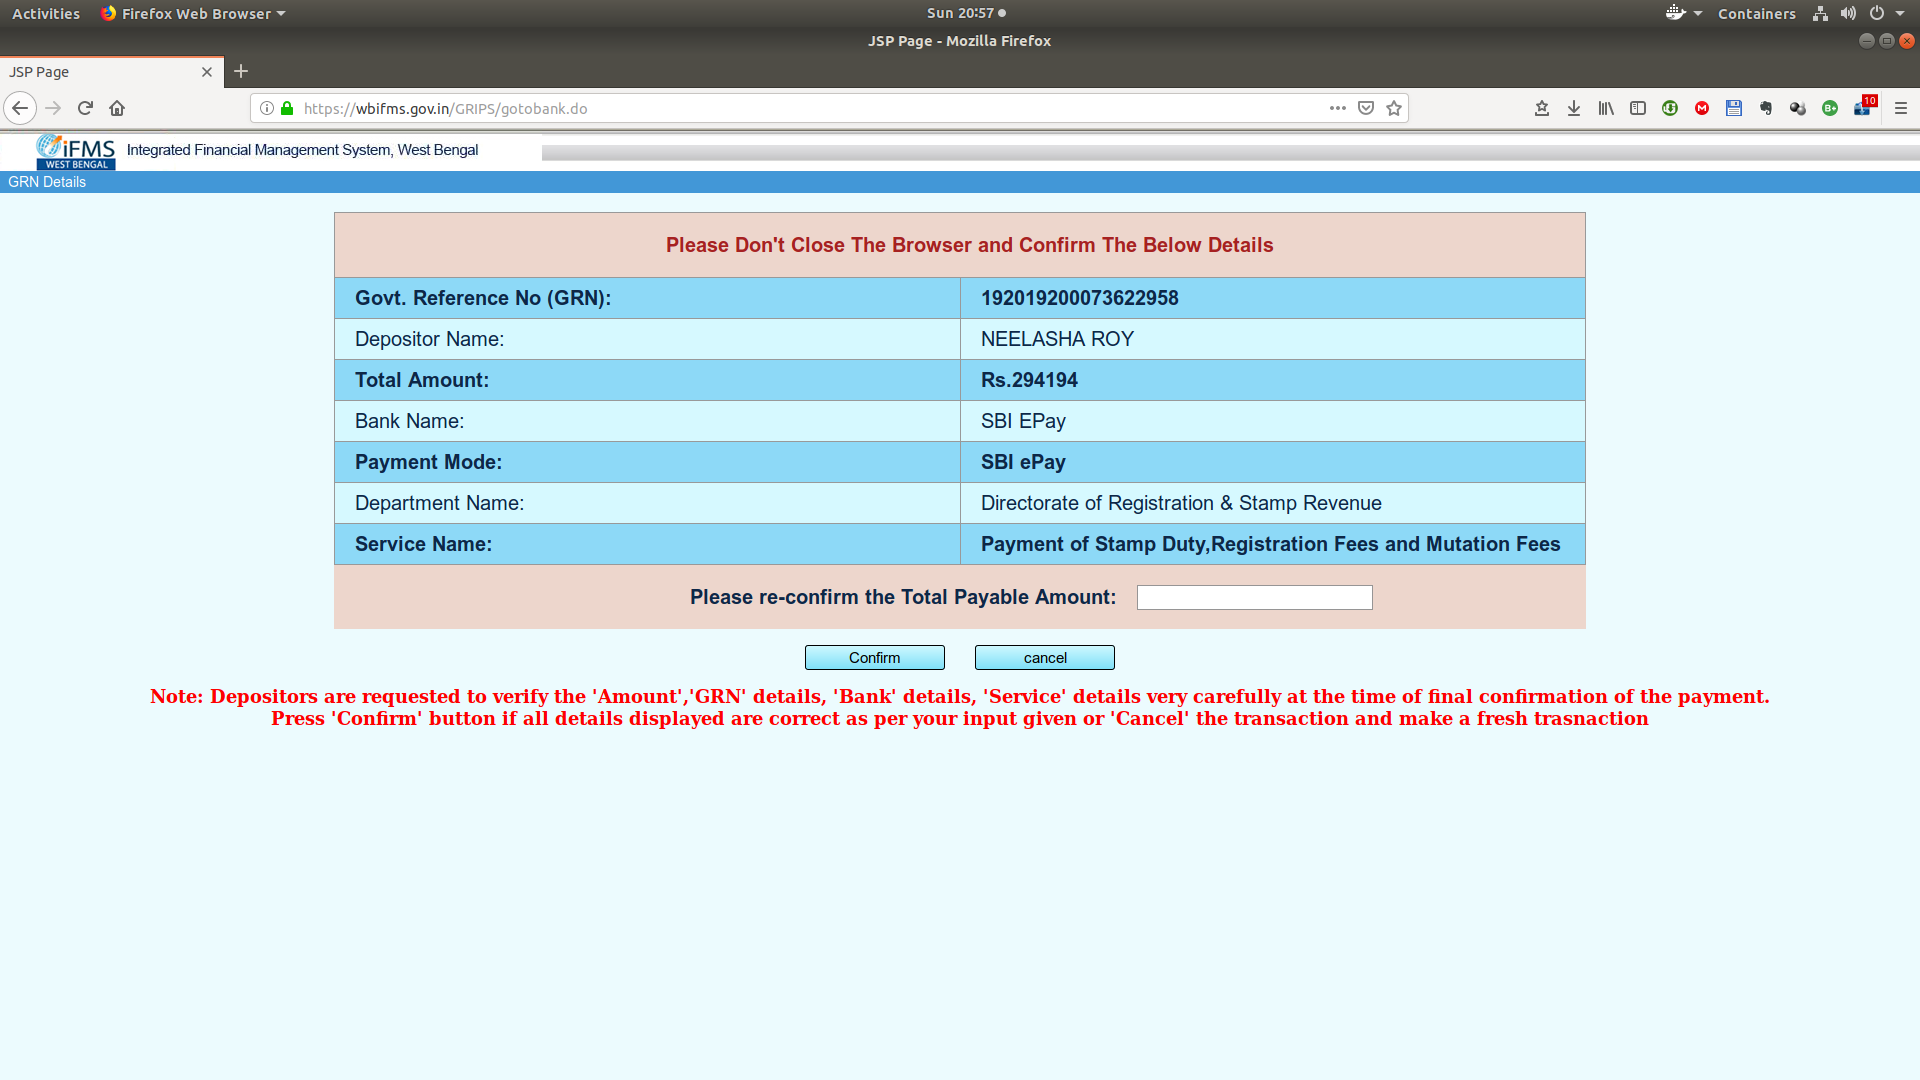 Activities Firefox Web Browser Sun 20:57 Containers
JSP Page - Mozilla Firefox
JSP Page
https://wbifms.gov.in/GRIPS/gotobank.do
M B+ 10
iFMS
WEST BENGAL
Integrated Financial Management System, West Bengal
GRN Details
Please Don't Close The Browser and Confirm The Below Details
Govt. Reference No (GRN): 192019200073622958
Depositor Name: NEELASHA ROY
Total Amount: Rs.294194
Bank Name: SBI EPay
Payment Mode: SBI ePay
Department Name: Directorate of Registration & Stamp Revenue
Service Name: Payment of Stamp Duty,Registration Fees and Mutation Fees
Please re-confirm the Total Payable Amount:
Confirm cancel
Note: Depositors are requested to verify the 'Amount','GRN' details, 'Bank' details, 'Service' details very carefully at the time of final confirmation of the payment.
Press 'Confirm' button if all details displayed are correct as per your input given or 'Cancel' the transaction and make a fresh trasnaction